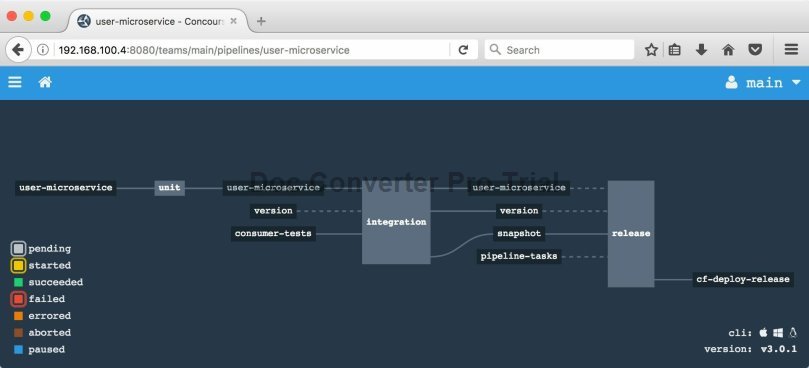 user-microservice - Concours
192.168.100.4:8080/teams/main/pipelines/user-microservice
Search
main
Doc Converter Pro Trial
user-microservice unit user-microservice user-microservice
version integration version release
consumer-tests snapshot
pending pipeline-tasks
started
succeeded cf-deploy-release
failed
errored
aborted cli:
paused version: v3.0.1